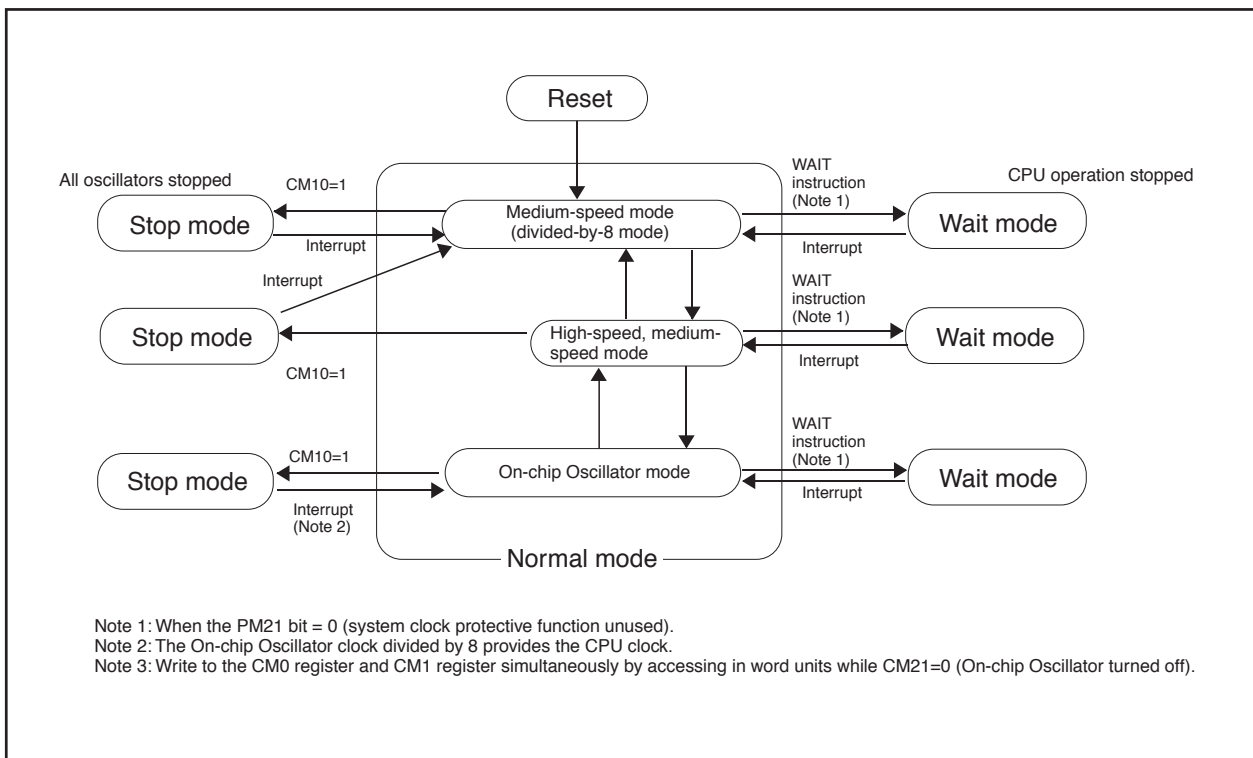 Reset
All oscillators stopped
CM10=1
WAIT
instruction
(Note 1)
CPU operation stopped
Stop mode
Medium-speed mode
(divided-by-8 mode)
Wait mode
Interrupt
Interrupt
Interrupt
WAIT
instruction
(Note 1)
Stop mode
High-speed, medium-
speed mode
Wait mode
Interrupt
CM10=1
WAIT
instruction
(Note 1)
CM10=1
Stop mode
On-chip Oscillator mode
Wait mode
Interrupt
Interrupt
(Note 2)
Normal mode
Note 1: When the PM21 bit = 0 (system clock protective function unused).
Note 2: The On-chip Oscillator clock divided by 8 provides the CPU clock.
Note 3: Write to the CM0 register and CM1 register simultaneously by accessing in word units while CM21=0 (On-chip Oscillator turned off).